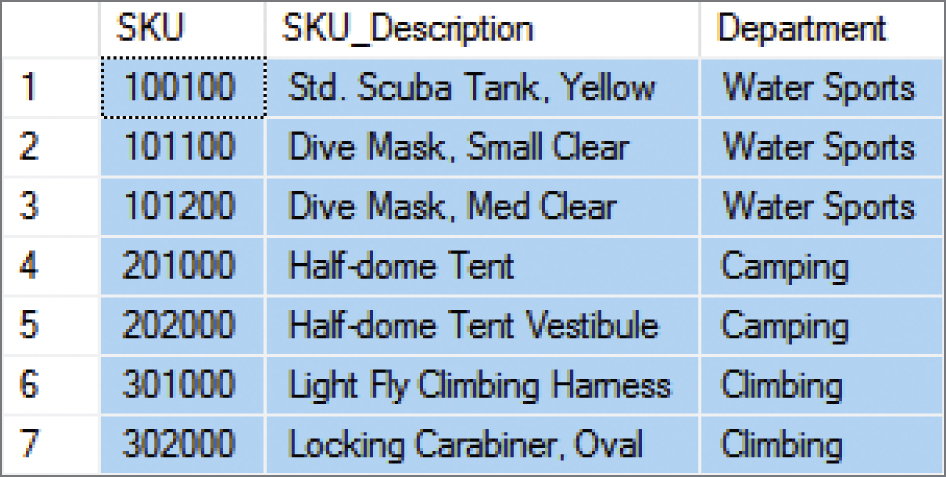 SKU SKU_Description Department
1 100100 Std. Scuba Tank, Yellow Water Sports
2 101100 Dive Mask, Small Clear Water Sports
3 101200 Dive Mask, Med Clear Water Sports
4 201000 Half-dome Tent Camping
5 202000 Half-dome Tent Vestibule Camping
6 301000 Light Fly Climbing Harness Climbing
7 302000 Locking Carabiner, Oval Climbing